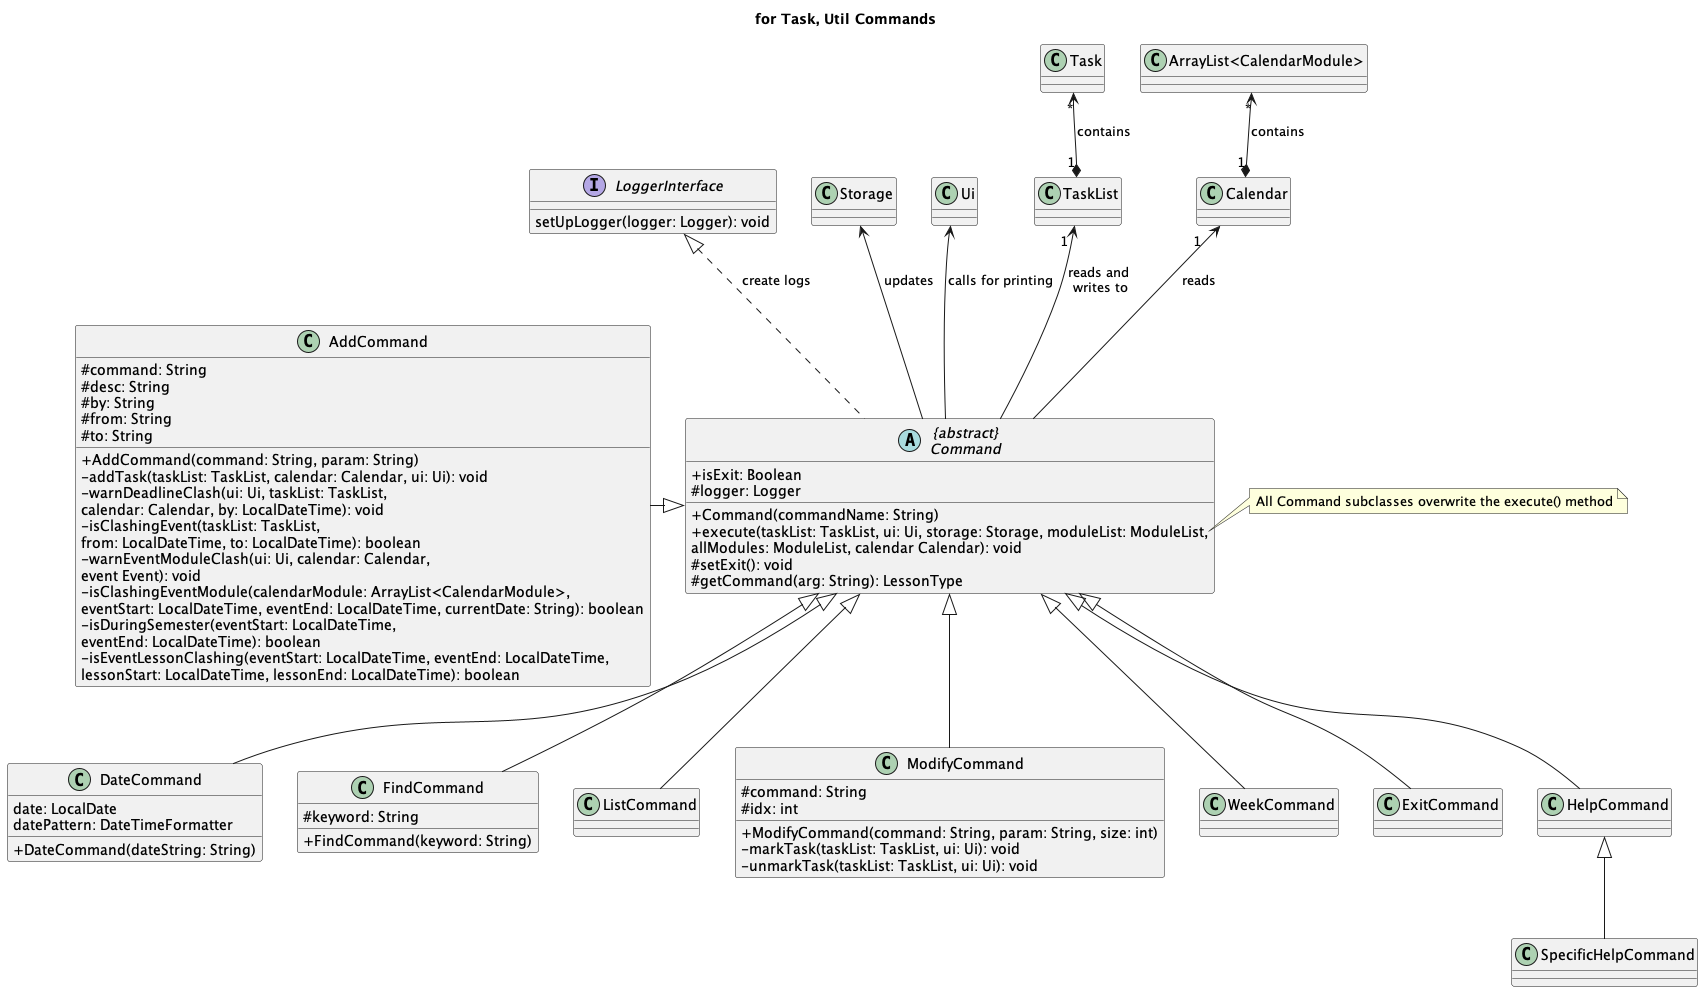 for Task, Util Commands
C Task
C ArrayList<CalendarModule>
*
contains
1
*
contains
1
I LoggerInterface
setUpLogger(logger: Logger): void
C Storage
C Ui
C TaskList
C Calendar
1
1
create logs
updates
calls for printing
reads and
writes to
reads
C AddCommand
#command: String
#desc: String
#by: String
#from: String
#to: String
+AddCommand(command: String, param: String)
-addTask(taskList: TaskList, calendar: Calendar, ui: Ui): void
-warnDeadlineClash(ui: Ui, taskList: TaskList,
calendar: Calendar, by: LocalDateTime): void
-isClashingEvent(taskList: TaskList,
from: LocalDateTime, to: LocalDateTime): boolean
-warnEventModuleClash(ui: Ui, calendar: Calendar,
event Event): void
-isClashingEventModule(calendarModule: ArrayList<CalendarModule>,
eventStart: LocalDateTime, eventEnd: LocalDateTime, currentDate: String): boolean
-isDuringSemester(eventStart: LocalDateTime,
eventEnd: LocalDateTime): boolean
-isEventLessonClashing(eventStart: LocalDateTime, eventEnd: LocalDateTime,
lessonStart: LocalDateTime, lessonEnd: LocalDateTime): boolean
A {abstract}
Command
+isExit: Boolean
#logger: Logger
+Command(commandName: String)
+execute(taskList: TaskList, ui: Ui, storage: Storage, moduleList: ModuleList,
allModules: ModuleList, calendar Calendar): void
#setExit(): void
#getCommand(arg: String): LessonType
All Command subclasses overwrite the execute() method
C DateCommand
date: LocalDate
datePattern: DateTimeFormatter
+DateCommand(dateString: String)
C FindCommand
#keyword: String
+FindCommand(keyword: String)
C ListCommand
C ModifyCommand
#command: String
#idx: int
+ModifyCommand(command: String, param: String, size: int)
-markTask(taskList: TaskList, ui: Ui): void
-unmarkTask(taskList: TaskList, ui: Ui): void
C WeekCommand
C ExitCommand
C HelpCommand
C SpecificHelpCommand